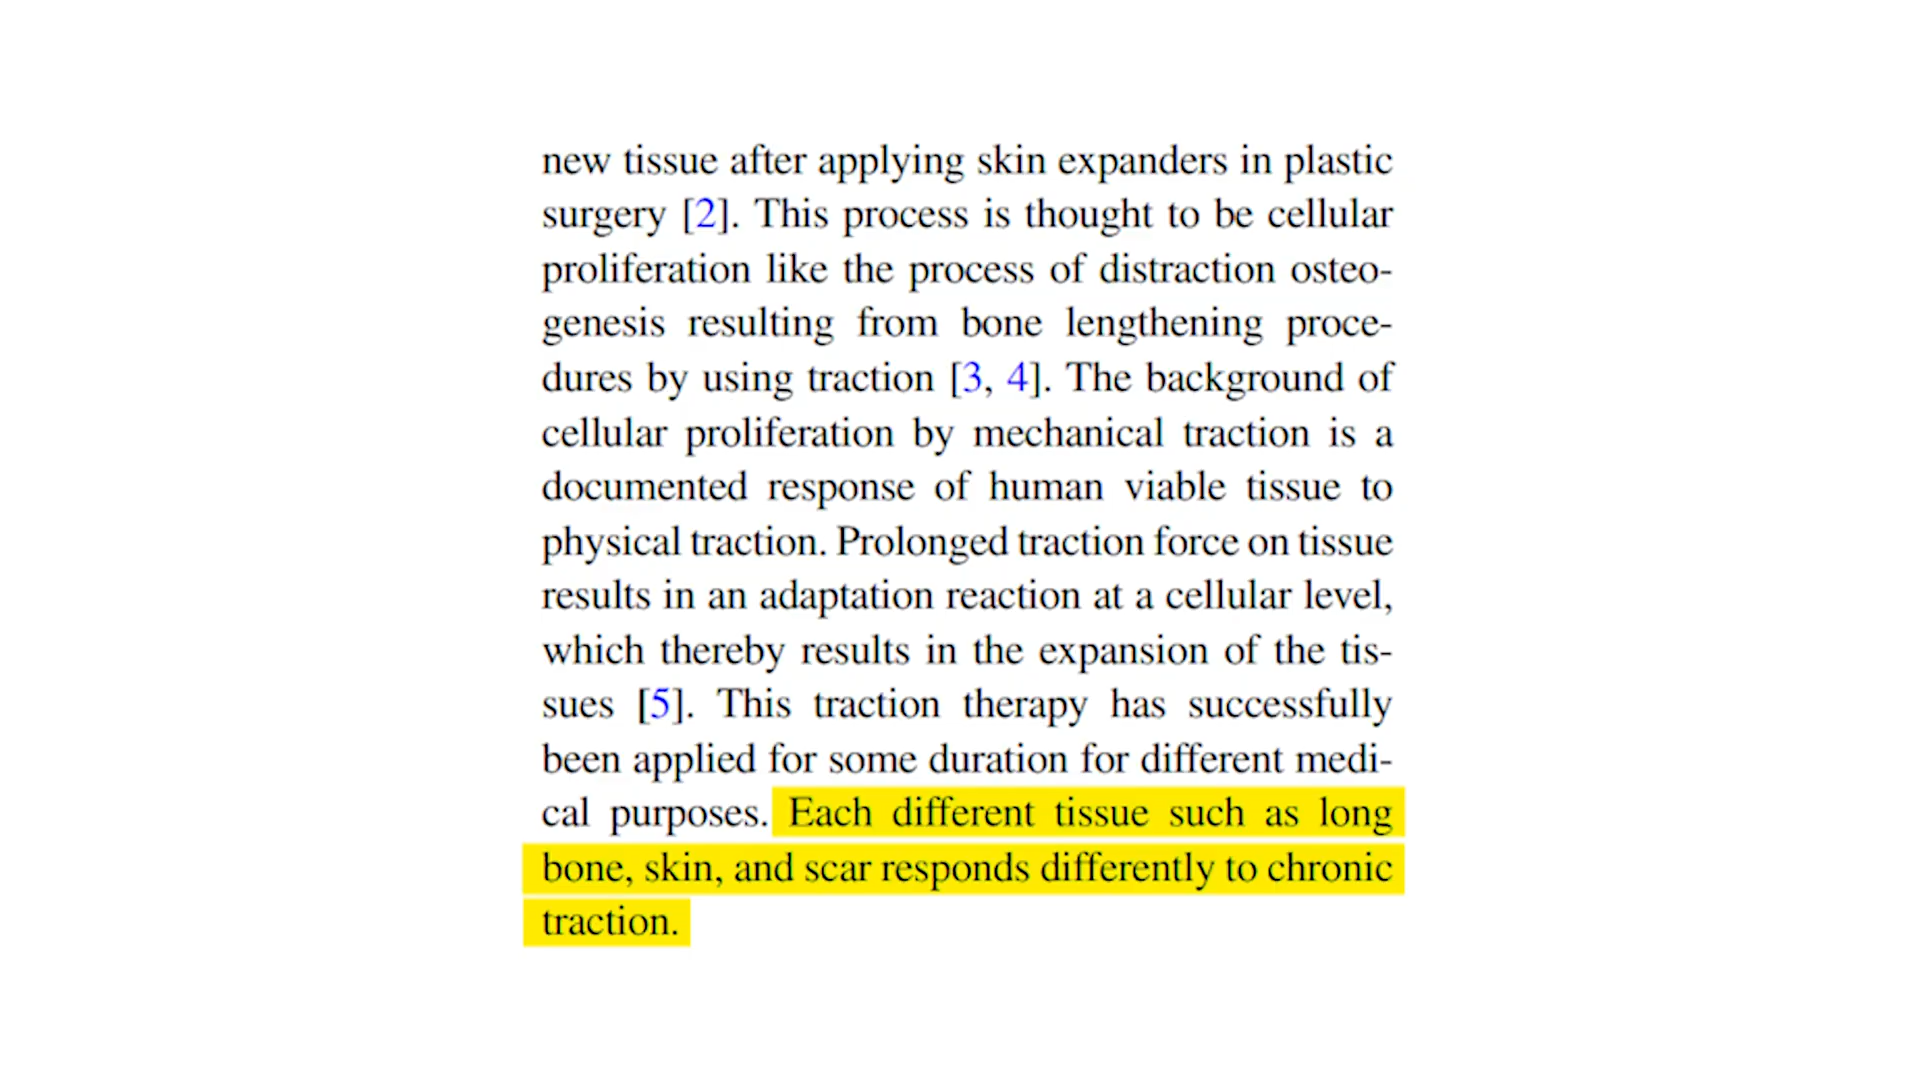 new tissue after applying skin expanders in plastic
surgery [2]. This process is thought to be cellular
proliferation like the process of distraction osteo-
genesis resulting from bone lengthening proce-
dures by using traction [3, 4]. The background of
cellular proliferation by mechanical traction is a
documented response of human viable tissue to
physical traction. Prolonged traction force on tissue
results in an adaptation reaction at a cellular level,
which thereby results in the expansion of the tis-
sues [5]. This traction therapy has successfully
been applied for some duration for different medi-
cal purposes. Each different tissue such as long
bone, skin, and scar responds differently to chronic
traction.